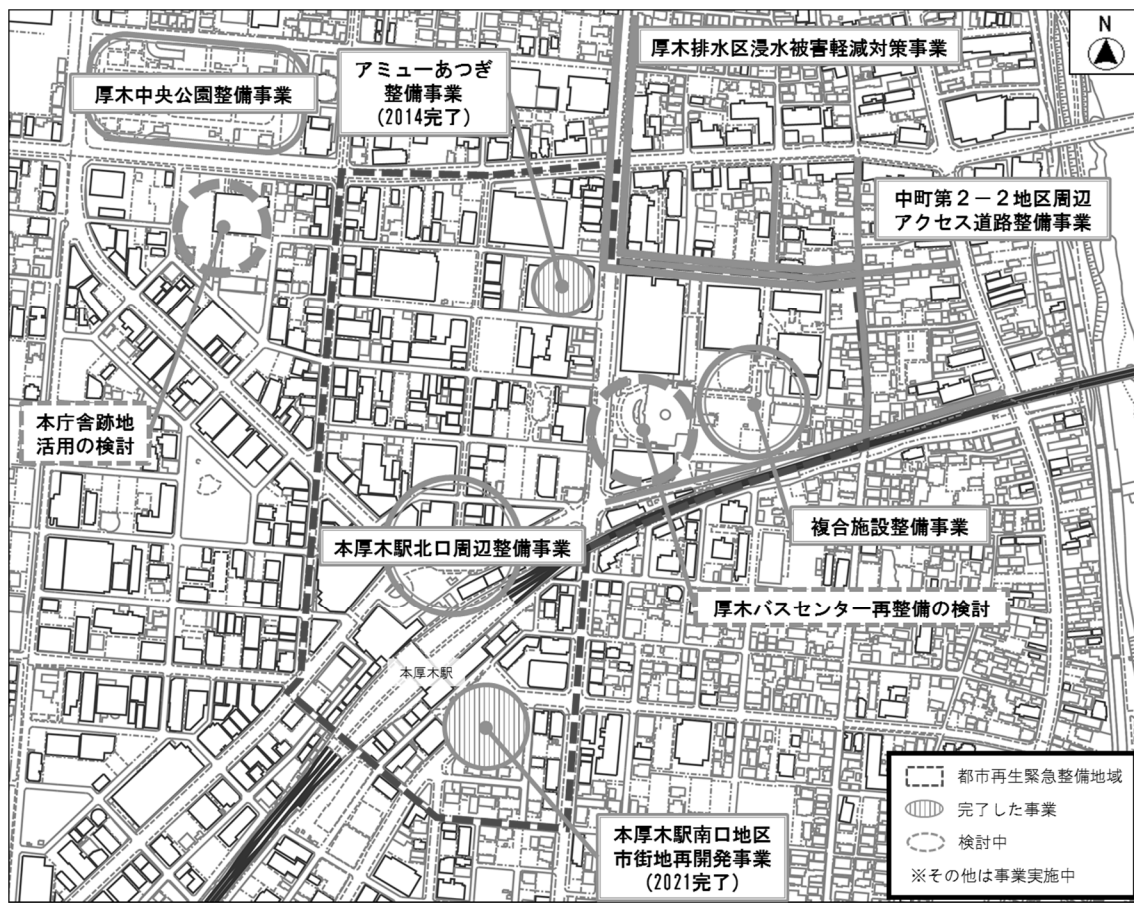 N
厚木排水区浸水被害軽減対策事業
アミューあつぎ
整備事業
(2014完了)
厚木中央公園整備事業
中町第２－２地区周辺
アクセス道路整備事業
本庁舎跡地
活用の検討
複合施設整備事業
本厚木駅北口周辺整備事業
厚木バスセンター再整備の検討
本厚木駅
本厚木駅南口地区
市街地再開発事業
(2021完了)
都市再生緊急整備地域
完了した事業
検討中
※その他は事業実施中